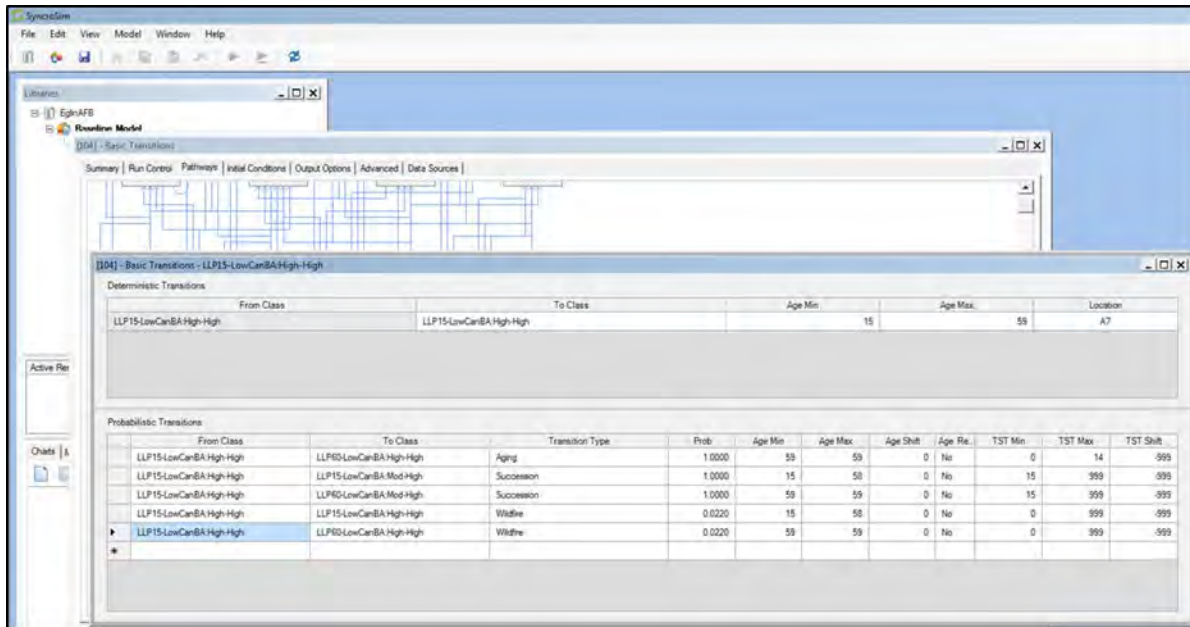 SyncroSim
File Edit View Model Window Help
Libraries
EglinAFB
Baseline Model
[104] - Basic Transitions
Summary | Run Control | Pathways | Initial Conditions | Output Options | Advanced | Data Sources |
[104] - Basic Transitions - LLP15-LowCanBA:High-High
Deterministic Transitions
From Class To Class Age Min Age Max Location
LLP15-LowCanBA:High-High LLP15-LowCanBA:High-High 15 59 A7
Active
Probabilistic Transitions
Charts
From Class To Class Transition Type Prob Age Min Age Max Age Shift Age Re... TST Min TST Max TST Shift
LLP15-LowCanBA:High-High LLP60-LowCanBA:High-High Aging 1.0000 59 59 0 No 0 14 -999
LLP15-LowCanBA:High-High LLP15-LowCanBA:Mod-High Succession 1.0000 15 58 0 No 15 999 -999
LLP15-LowCanBA:High-High LLP60-LowCanBA:Mod-High Succession 1.0000 59 59 0 No 15 999 -999
LLP15-LowCanBA:High-High LLP15-LowCanBA:High-High Wildfire 0.0220 15 58 0 No 0 999 -999
LLP15-LowCanBA:High-High LLP60-LowCanBA:High-High Wildfire 0.0220 59 59 0 No 0 999 -999